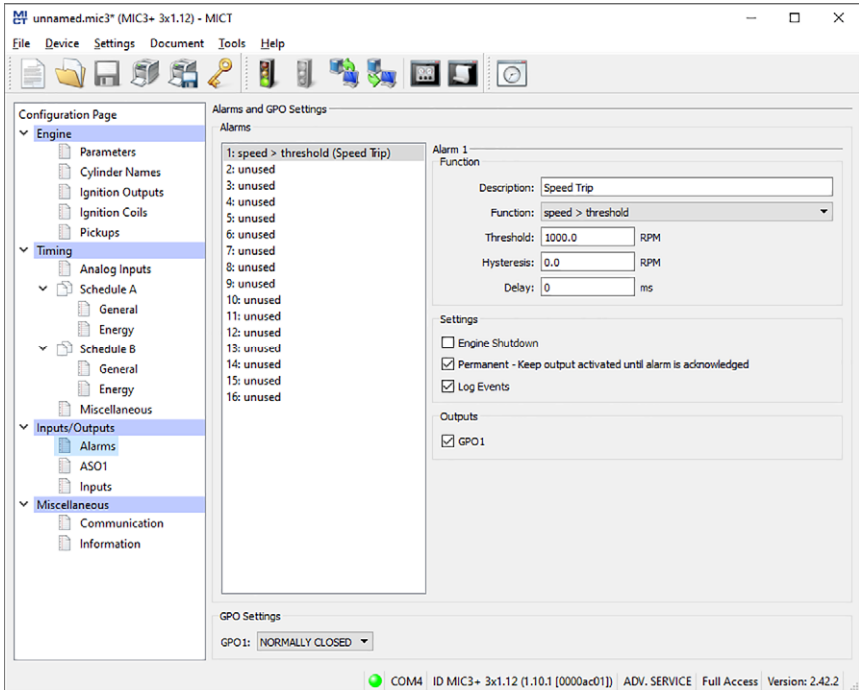 MICT unnamed.mic3* (MIC3+ 3x1.12) - MICT
File Device Settings Document Tools Help
Configuration Page
Engine
Parameters
Cylinder Names
Ignition Outputs
Ignition Coils
Pickups
Timing
Analog Inputs
Schedule A
General
Energy
Schedule B
General
Energy
Miscellaneous
Inputs/Outputs
Alarms
ASO1
Inputs
Miscellaneous
Communication
Information
Alarms and GPO Settings
Alarms
1: speed > threshold (Speed Trip)
2: unused
3: unused
4: unused
5: unused
6: unused
7: unused
8: unused
9: unused
10: unused
11: unused
12: unused
13: unused
14: unused
15: unused
16: unused
Alarm 1
Function
Description: Speed Trip
Function: speed > threshold
Threshold: 1000.0 RPM
Hysteresis: 0.0 RPM
Delay: 0 ms
Settings
Engine Shutdown
Permanent - Keep output activated until alarm is acknowledged
Log Events
Outputs
GPO1
GPO Settings
GPO1: NORMALLY CLOSED
COM4 ID MIC3+ 3x1.12 (1.10.1 [0000ac01]) ADV. SERVICE Full Access Version: 2.42.2